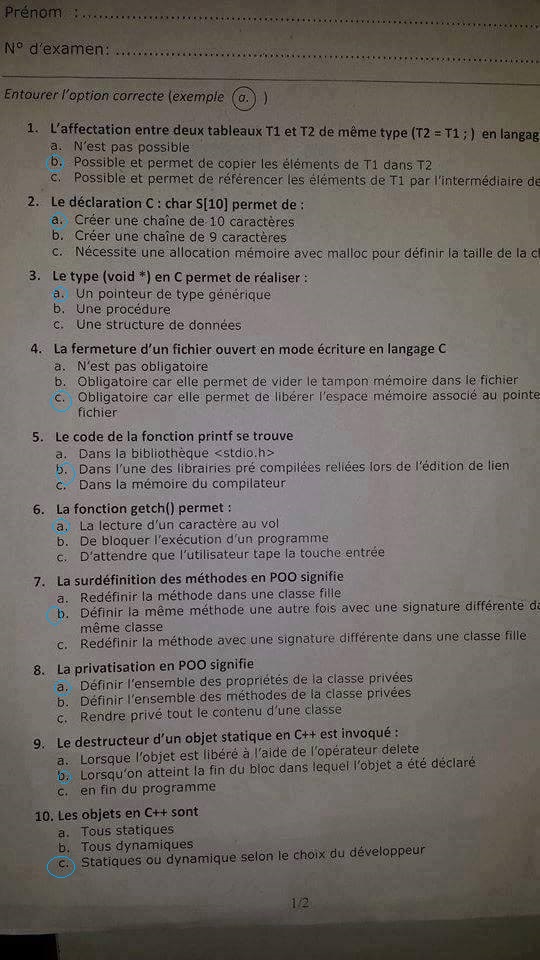 Prénom :
N° d'examen:
Entourer l'option correcte (exemple a. )
1. L'affectation entre deux tableaux T1 et T2 de même type (T2 = T1 ; ) en langag
a. N'est pas possible
b. Possible et permet de copier les éléments de T1 dans T2
c. Possible et permet de référencer les éléments de T1 par l'intermédiaire de
2. Le déclaration C : char S[10] permet de :
a. Créer une chaîne de 10 caractères
b. Créer une chaîne de 9 caractères
c. Nécessite une allocation mémoire avec malloc pour définir la taille de la c
3. Le type (void *) en C permet de réaliser :
a. Un pointeur de type générique
b. Une procédure
c. Une structure de données
4. La fermeture d'un fichier ouvert en mode écriture en langage C
a. N'est pas obligatoire
b. Obligatoire car elle permet de vider le tampon mémoire dans le fichier
c. Obligatoire car elle permet de libérer l'espace mémoire associé au pointe
fichier
5. Le code de la fonction printf se trouve
a. Dans la bibliothèque <stdio.h>
b. Dans l'une des librairies pré compilées reliées lors de l'édition de lien
c. Dans la mémoire du compilateur
6. La fonction getch() permet :
a. La lecture d'un caractère au vol
b. De bloquer l'exécution d'un programme
c. D'attendre que l'utilisateur tape la touche entrée
7. La surdéfinition des méthodes en POO signifie
a. Redéfinir la méthode dans une classe fille
b. Définir la même méthode une autre fois avec une signature différente da
même classe
c. Redéfinir la méthode avec une signature différente dans une classe fille
8. La privatisation en POO signifie
a. Définir l'ensemble des propriétés de la classe privées
b. Définir l'ensemble des méthodes de la classe privées
c. Rendre privé tout le contenu d'une classe
9. Le destructeur d'un objet statique en C++ est invoqué :
a. Lorsque l'objet est libéré à l'aide de l'opérateur delete
b. Lorsqu'on atteint la fin du bloc dans lequel l'objet a été déclaré
c. en fin du programme
10. Les objets en C++ sont
a. Tous statiques
b. Tous dynamiques
c. Statiques ou dynamique selon le choix du développeur
1/2